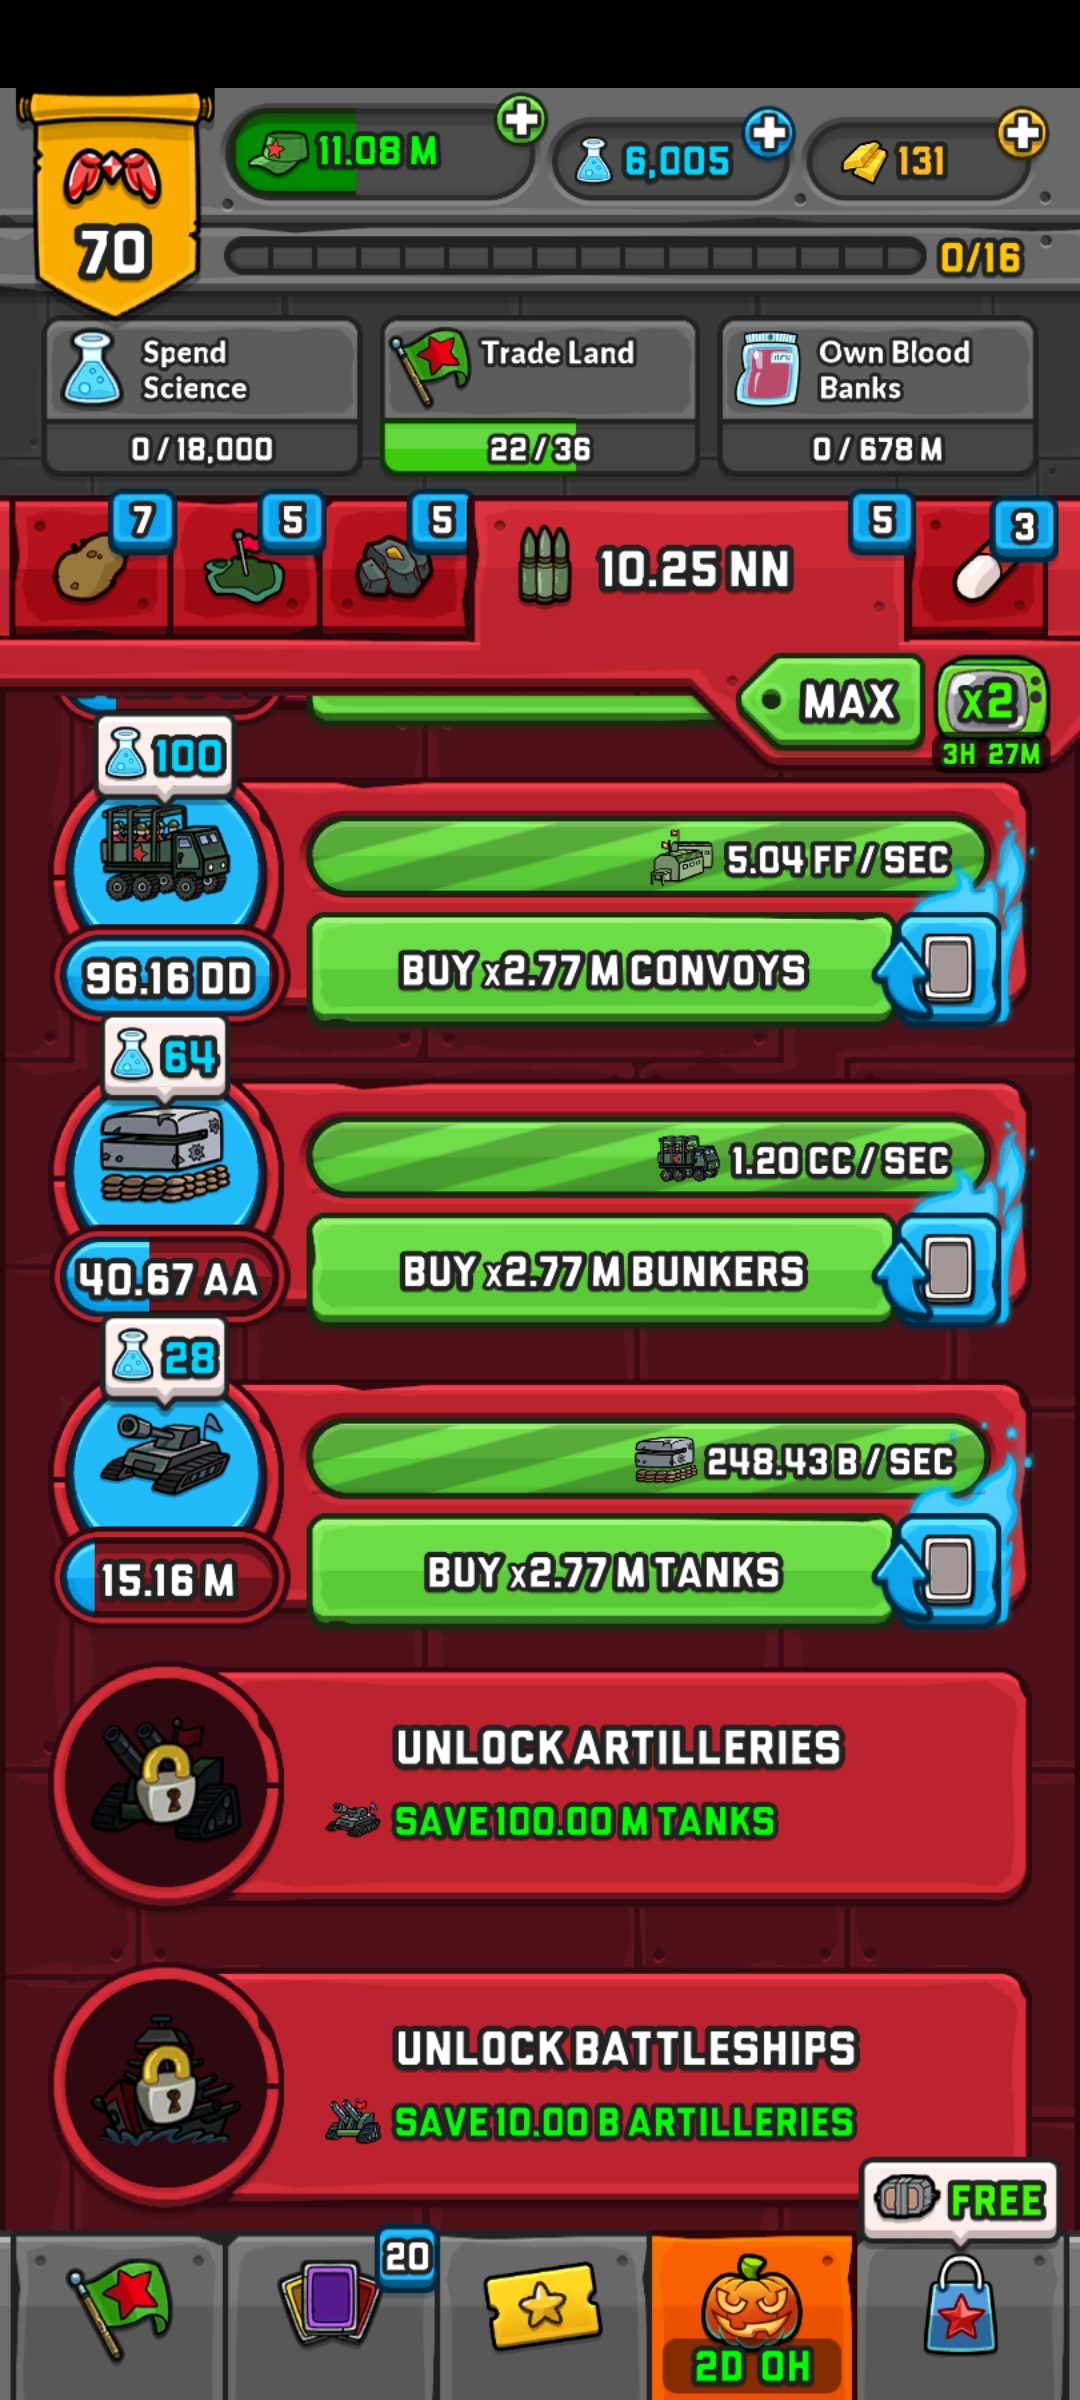 70
11.08 M
6,005
131
0/16
Spend
Science
0 / 18,000
Trade Land
22 / 36
Own Blood
Banks
0 / 678 M
7
5
5
10.25 NN
5
3
MAX
x2
3H 27M
100
5.04 FF / SEC
96.16 DD
BUY x2.77 M CONVOYS
64
1.20 CC / SEC
40.67 AA
BUY x2.77 M BUNKERS
28
248.43 B / SEC
15.16 M
BUY x2.77 M TANKS
UNLOCK ARTILLERIES
SAVE 100.00 M TANKS
UNLOCK BATTLESHIPS
SAVE 10.00 B ARTILLERIES
FREE
20
2D 0H